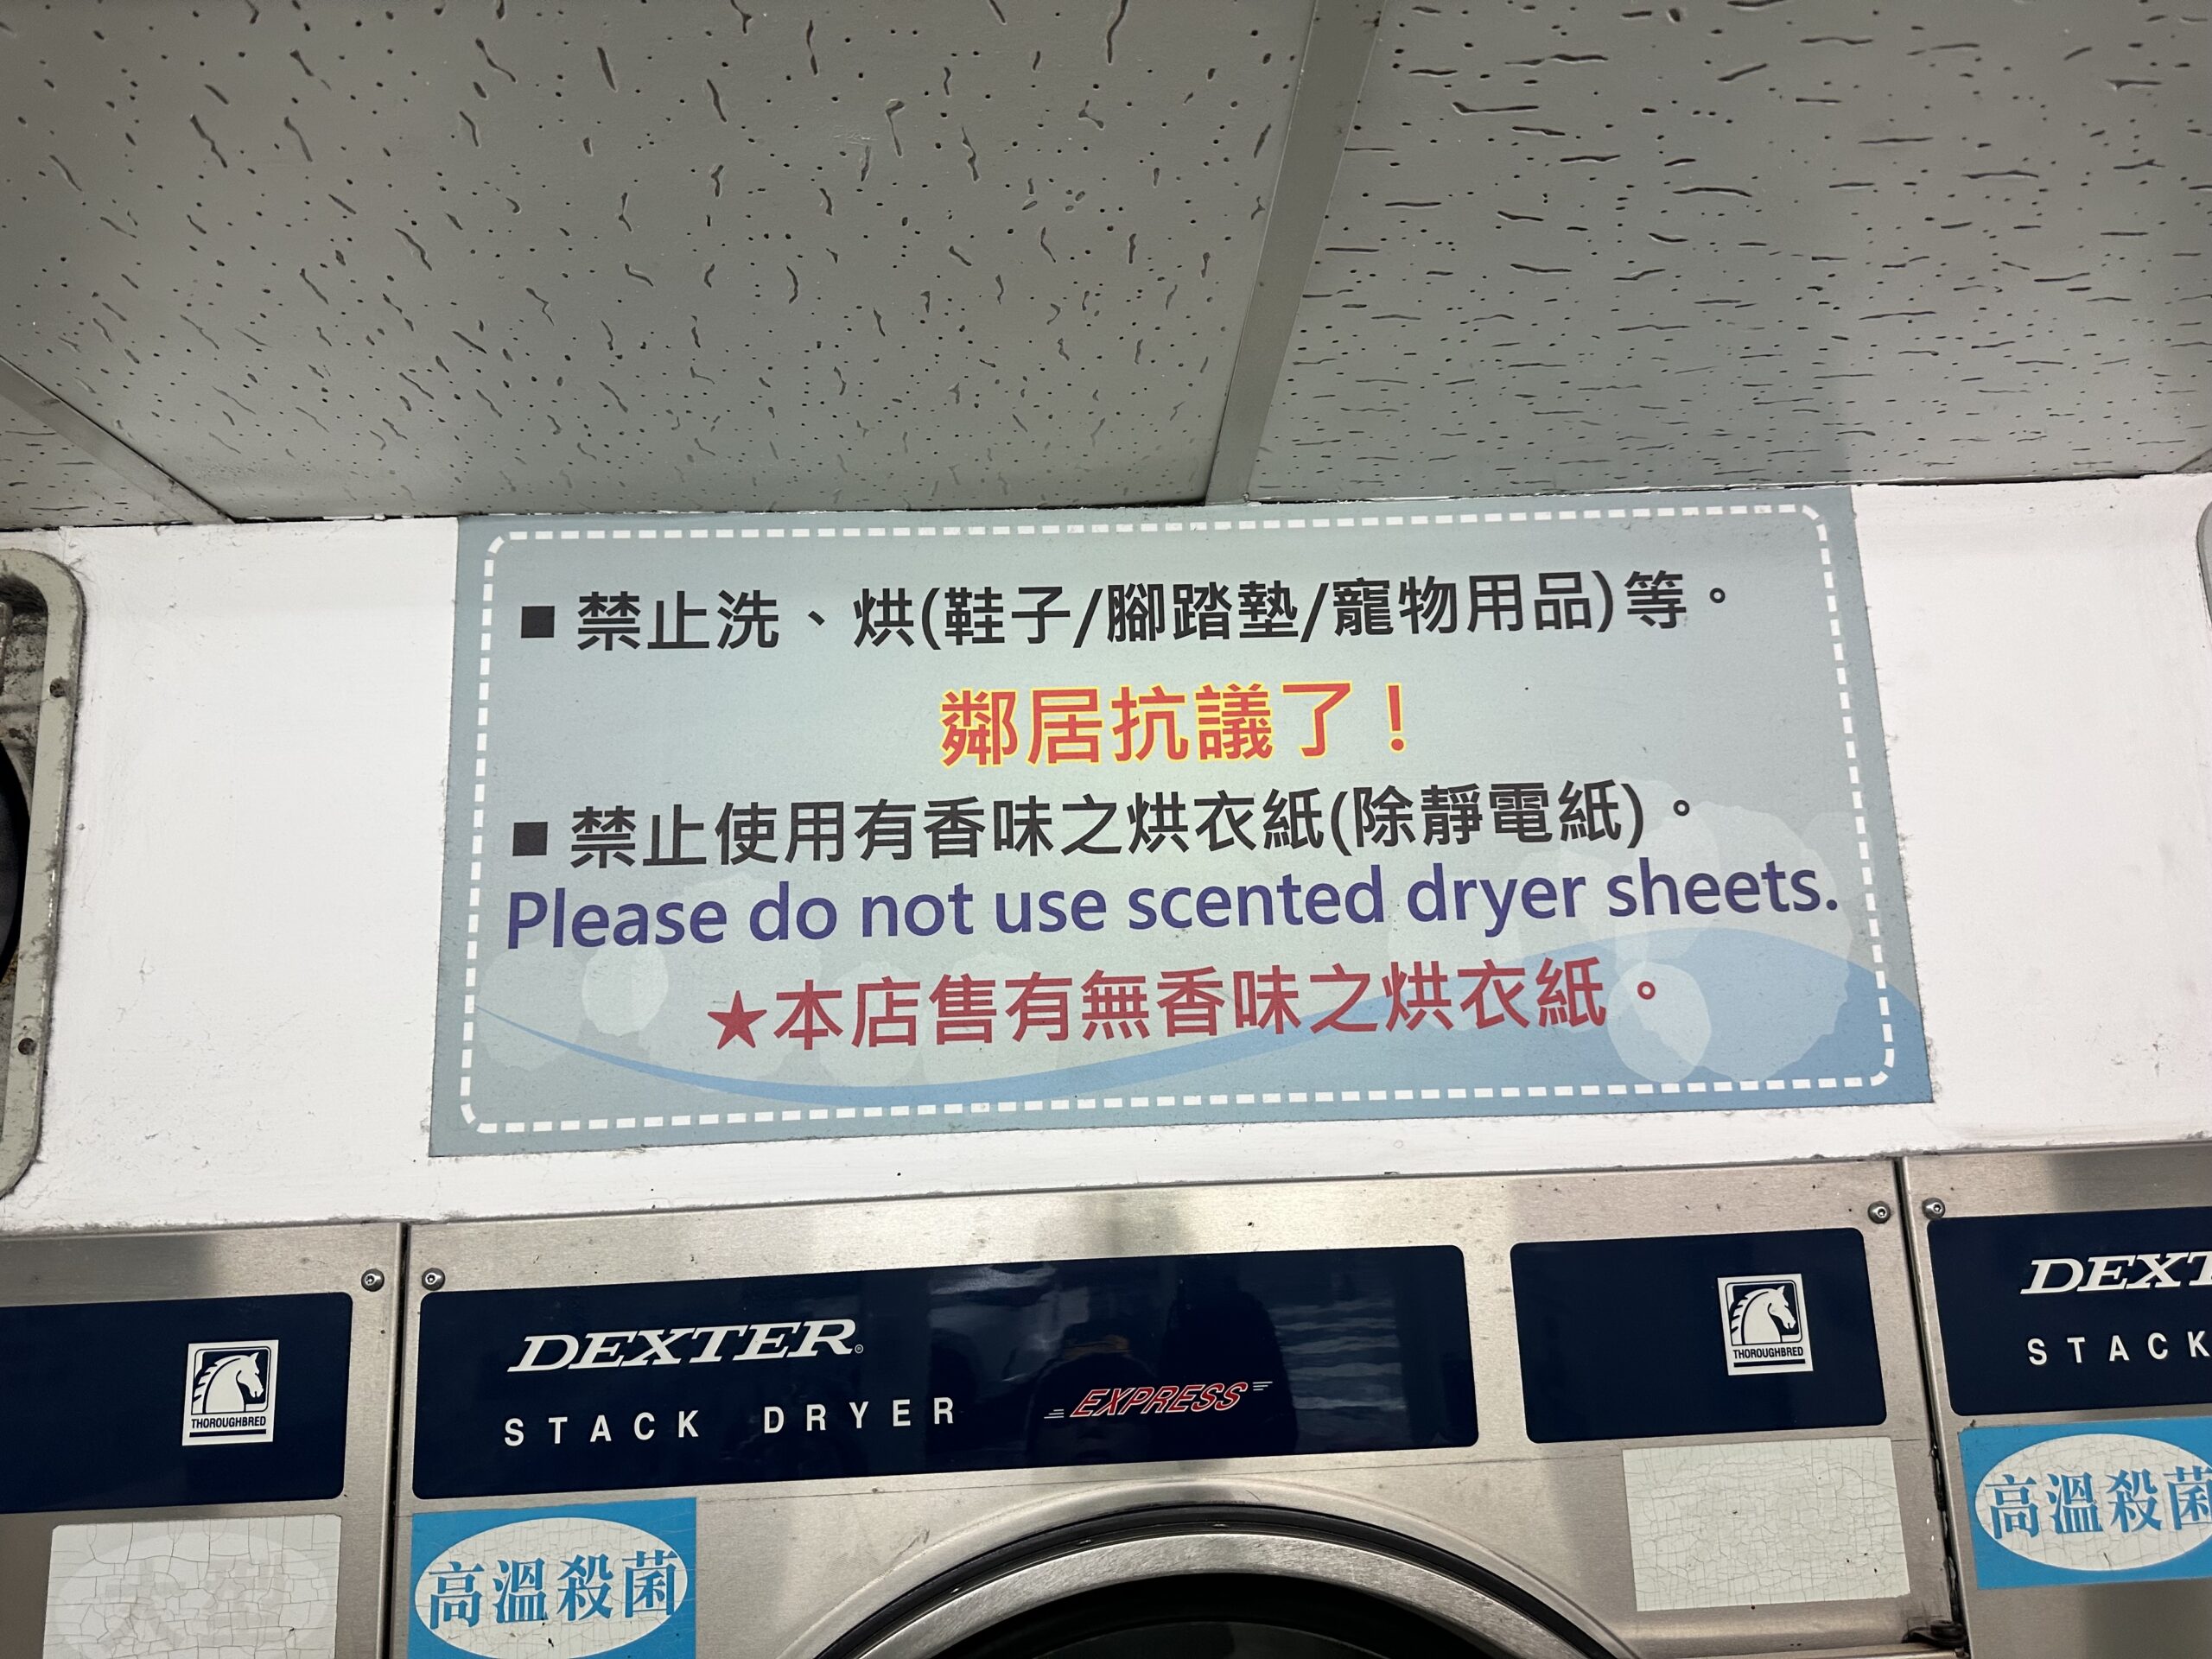 ■ 禁止洗、烘(鞋子/腳踏墊/寵物用品)等。
鄰居抗議了!
■ 禁止使用有香味之烘衣紙(除靜電紙)。
Please do not use scented dryer sheets.
★本店售有無香味之烘衣紙。
THOROUGHBRED
DEXTER®
STACK DRYER
EXPRESS
THOROUGHBRED
DEXT
STACK
高溫殺菌
高溫殺菌